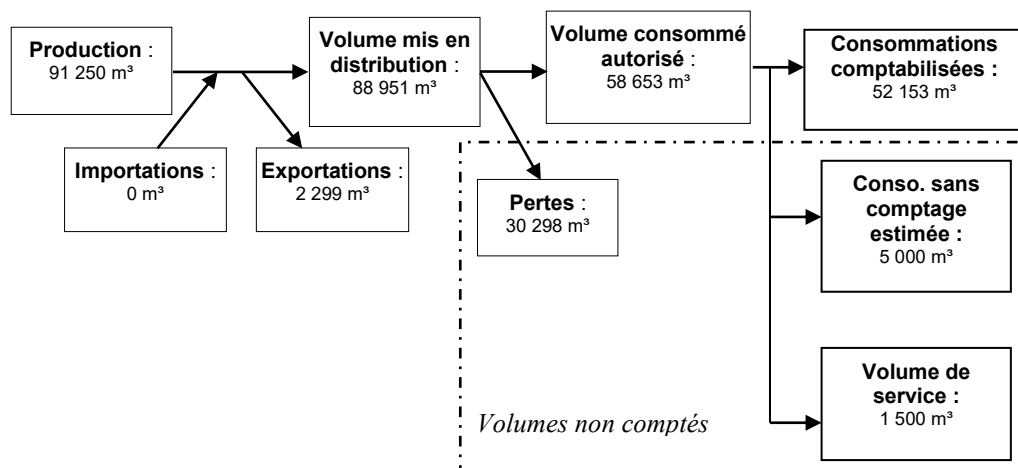 Production :
91 250 m³
Volume mis en
distribution :
88 951 m³
Volume consommé
autorisé :
58 653 m³
Consommations
comptabilisées :
52 153 m³
Importations :
0 m³
Exportations :
2 299 m³
Pertes :
30 298 m³
Conso. sans
comptage
estimée :
5 000 m³
Volume de
service :
1 500 m³
Volumes non comptés